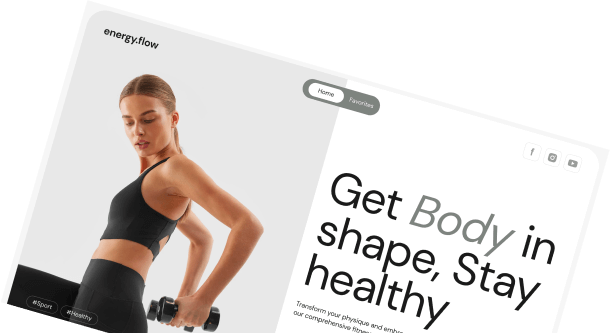 energy.flow
Home
Favorites
Get Body in
shape, Stay
healthy
Transform your physique and embr
our comprehensive fitne
#Sport
#Healthy